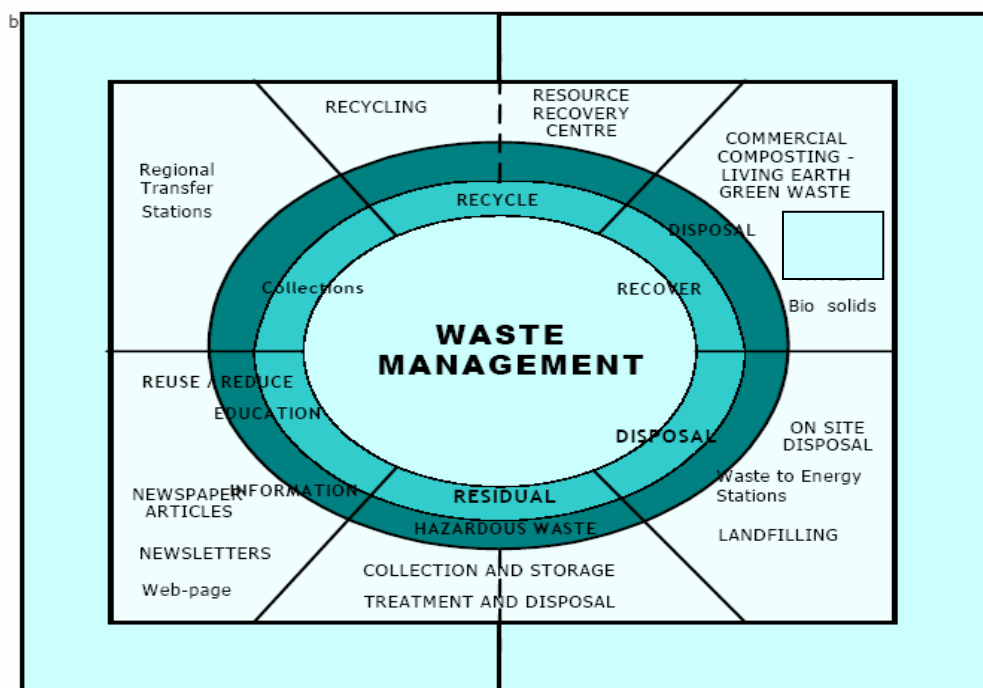 b
RECYCLING
RESOURCE
RECOVERY
CENTRE
COMMERCIAL
COMPOSTING -
LIVING EARTH
GREEN WASTE
Regional
Transfer
Stations
RECYCLE
DISPOSAL
Collections
RECOVER
Bio solids
WASTE
MANAGEMENT
REUSE / REDUCE
EDUCATION
INFORMATION
NEWSPAPER
ARTICLES
NEWSLETTERS
Web-page
DISPOSAL
ON SITE
DISPOSAL
Waste to Energy
Stations
LANDFILLING
RESIDUAL
HAZARDOUS WASTE
COLLECTION AND STORAGE
TREATMENT AND DISPOSAL